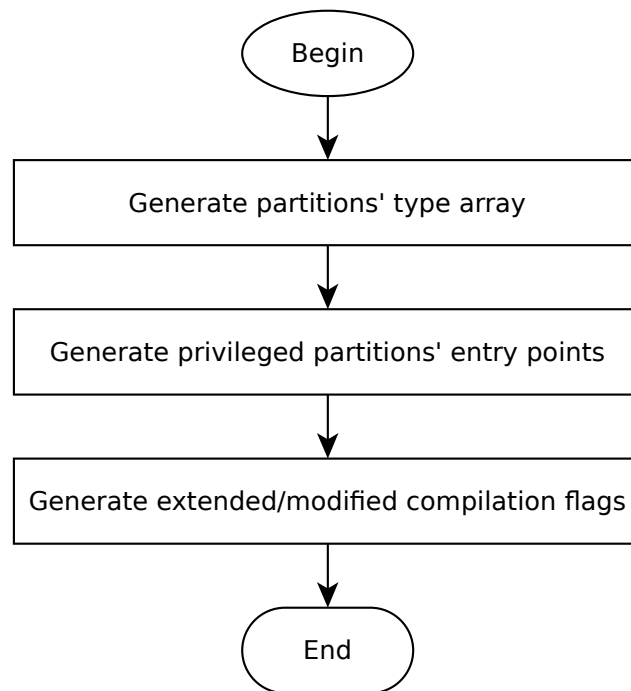 Begin
Generate partitions' type array
Generate privileged partitions' entry points
Generate extended/modified compilation flags
End